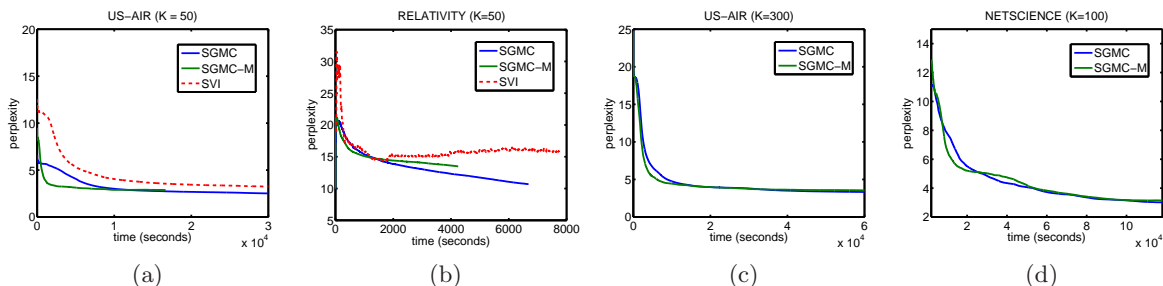 US−AIR (K = 50)
20
15
10
5
0
perplexity
0
1
2
3
x 10^4
time (seconds)
SGMC
SGMC−M
SVI
(a)
RELATIVITY (K=50)
35
30
25
20
15
10
5
perplexity
0
2000
4000
6000
8000
time (seconds)
SGMC
SGMC−M
SVI
(b)
US−AIR (K=300)
25
20
15
10
5
0
perplexity
0
2
4
6
x 10^4
time (seconds)
SGMC
SGMC−M
(c)
NETSCIENCE (K=100)
14
12
10
8
6
4
2
perplexity
2
4
6
8
10
x 10^4
time (seconds)
SGMC
SGMC−M
(d)